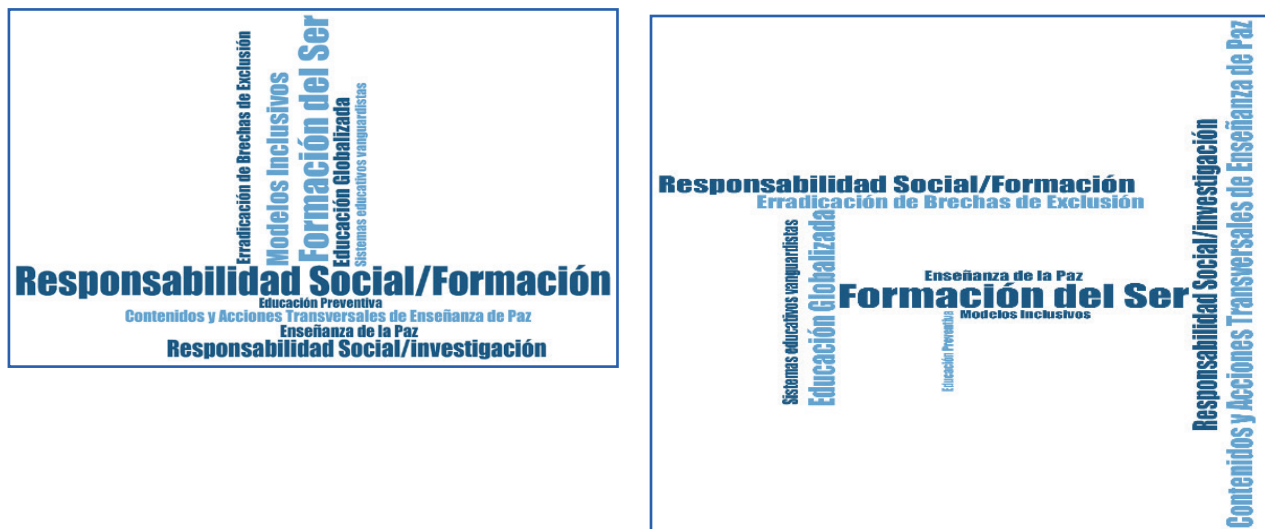 Erradicación de Brechas de Exclusión
Modelos Inclusivos
Formación del Ser
Educación Globalizada
Sistemas educativos vanguardistas
Responsabilidad Social/Formación
Educación Preventiva
Contenidos y Acciones Transversales de Enseñanza de Paz
Enseñanza de la Paz
Responsabilidad Social/investigación
Responsabilidad Social/Formación
Erradicación de Brechas de Exclusión
Sistemas educativos vanguardistas
Educación Globalizada
Enseñanza de la Paz
Formación del Ser
Modelos Inclusivos
Educación Preventiva
Responsabilidad Social/investigación
Contenidos y Acciones Transversales de Enseñanza de Paz